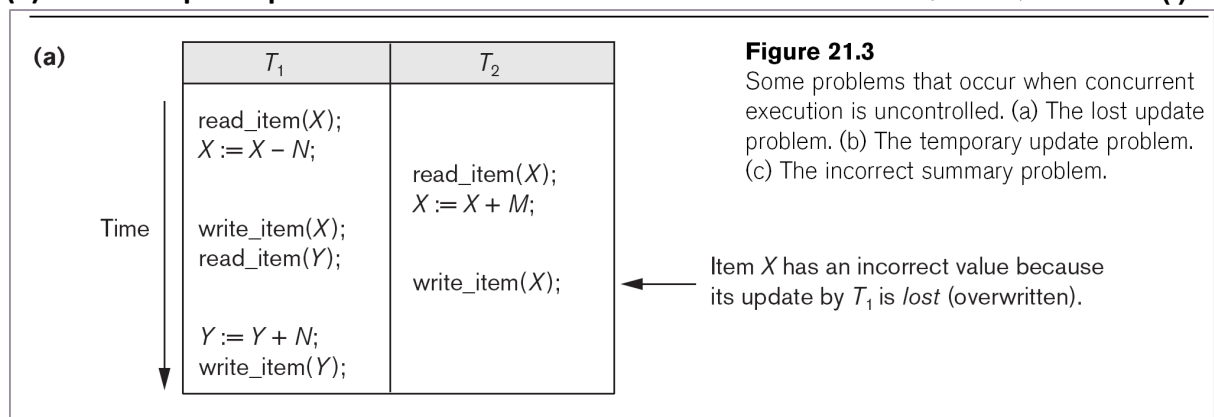 (a)
T1 T2
read_item(X);
X := X – N;
read_item(X);
X := X + M;
Time
write_item(X);
read_item(Y);
write_item(X);
Y := Y + N;
write_item(Y);
Item X has an incorrect value because
its update by T1 is lost (overwritten).
Figure 21.3
Some problems that occur when concurrent
execution is uncontrolled. (a) The lost update
problem. (b) The temporary update problem.
(c) The incorrect summary problem.